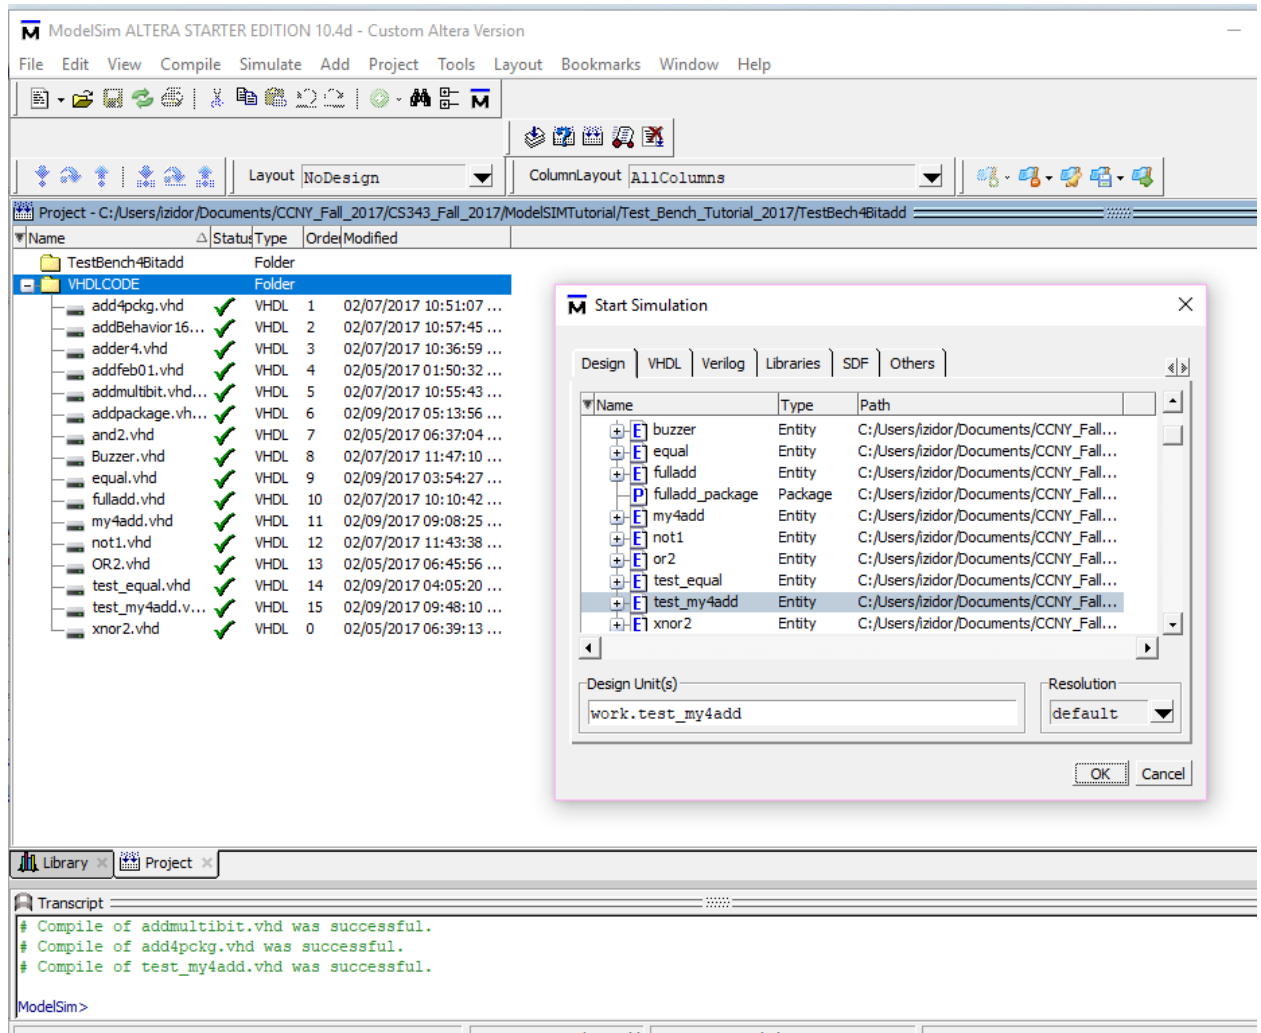 ModelSim ALTERA STARTER EDITION 10.4d - Custom Altera Version
File Edit View Compile Simulate Add Project Tools Layout Bookmarks Window Help
Layout NoDesign
ColumnLayout AllColumns
Project - C:/Users/izidor/Documents/CCNY_Fall_2017/CS343_Fall_2017/ModelSIMTutorial/Test_Bench_Tutorial_2017/TestBech4Bitadd
Name Status Type Order Modified
TestBench4Bitadd Folder
VHDLCODE Folder
add4pckg.vhd VHDL 1 02/07/2017 10:51:07 ...
addBehavior16... VHDL 2 02/07/2017 10:57:45 ...
adder4.vhd VHDL 3 02/07/2017 10:36:59 ...
addfeb01.vhd VHDL 4 02/05/2017 01:50:32 ...
addmultibit.vhd... VHDL 5 02/07/2017 10:55:43 ...
addpackage.vh... VHDL 6 02/09/2017 05:13:56 ...
and2.vhd VHDL 7 02/05/2017 06:37:04 ...
Buzzer.vhd VHDL 8 02/07/2017 11:47:10 ...
equal.vhd VHDL 9 02/09/2017 03:54:27 ...
fulladd.vhd VHDL 10 02/07/2017 10:10:42 ...
my4add.vhd VHDL 11 02/09/2017 09:08:25 ...
not1.vhd VHDL 12 02/07/2017 11:43:38 ...
OR2.vhd VHDL 13 02/05/2017 06:45:56 ...
test_equal.vhd VHDL 14 02/09/2017 04:05:20 ...
test_my4add.v... VHDL 15 02/09/2017 09:48:10 ...
xnor2.vhd VHDL 0 02/05/2017 06:39:13 ...
Start Simulation
Design VHDL Verilog Libraries SDF Others
Name Type Path
buzzer Entity C:/Users/izidor/Documents/CCNY_Fall...
equal Entity C:/Users/izidor/Documents/CCNY_Fall...
fulladd Entity C:/Users/izidor/Documents/CCNY_Fall...
fulladd_package Package C:/Users/izidor/Documents/CCNY_Fall...
my4add Entity C:/Users/izidor/Documents/CCNY_Fall...
not1 Entity C:/Users/izidor/Documents/CCNY_Fall...
or2 Entity C:/Users/izidor/Documents/CCNY_Fall...
test_equal Entity C:/Users/izidor/Documents/CCNY_Fall...
test_my4add Entity C:/Users/izidor/Documents/CCNY_Fall...
xnor2 Entity C:/Users/izidor/Documents/CCNY_Fall...
Design Unit(s)
work.test_my4add
Resolution
default
OK Cancel
Library Project
Transcript
# Compile of addmultibit.vhd was successful.
# Compile of add4pckg.vhd was successful.
# Compile of test_my4add.vhd was successful.
ModelSim>